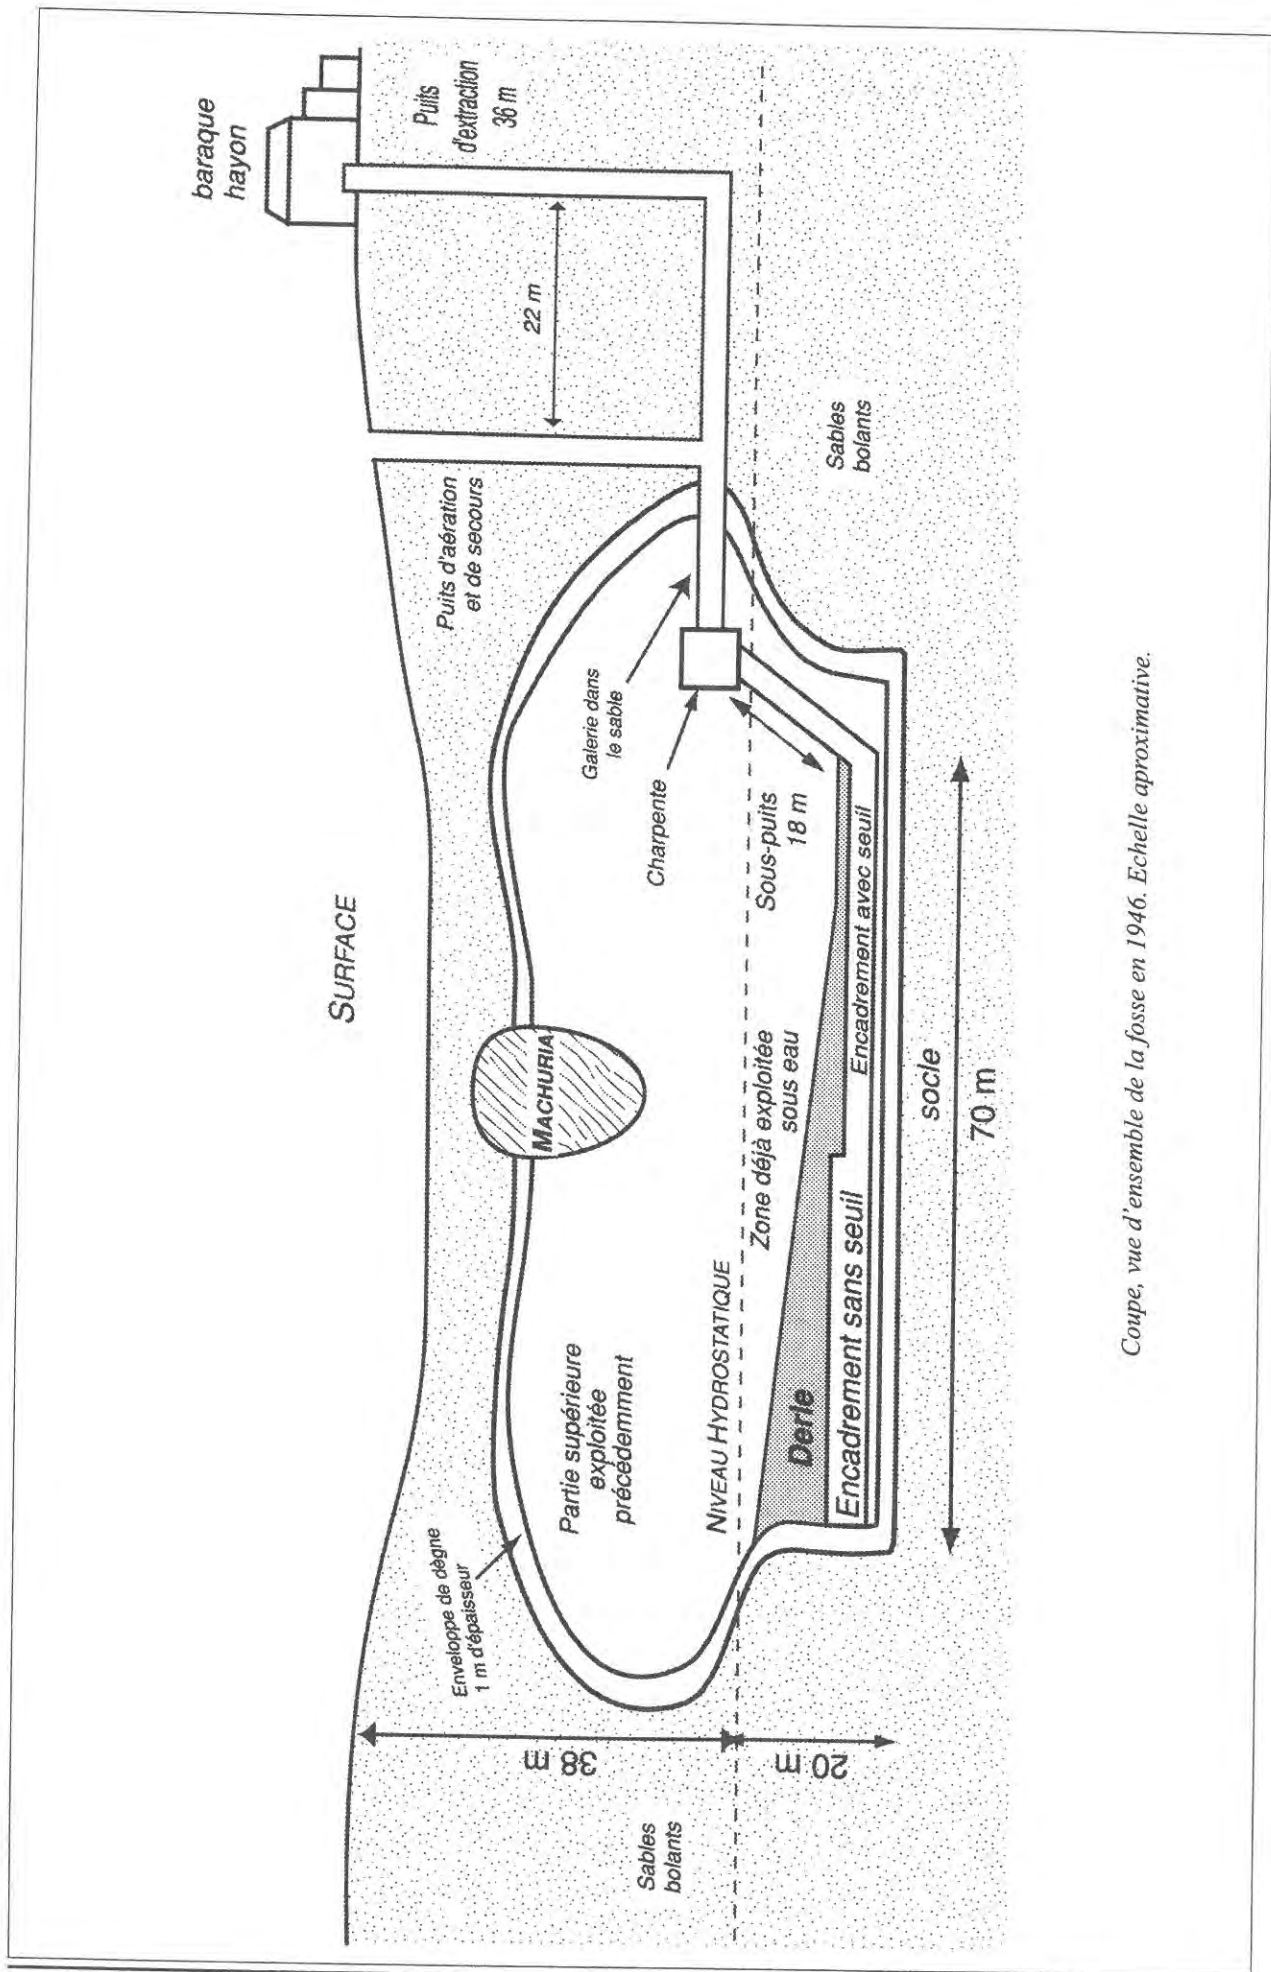 SURFACE
baraque
hayon
Puits
d'extraction
36 m
22 m
Puits d'aération
et de secours
Enveloppe de dègne
1 m d'épaisseur
MACHURIA
Galerie dans
le sable
Charpente
Partie supérieure
exploitée
précédemment
38 m
Sables
bolants
NIVEAU HYDROSTATIQUE
Zone déjà exploitée
sous eau
Sous-puits
18 m
Sables
bolants
20 m
Derle
Encadrement sans seuil
Encadrement avec seuil
socle
70 m
Coupe, vue d'ensemble de la fosse en 1946. Echelle aproximative.